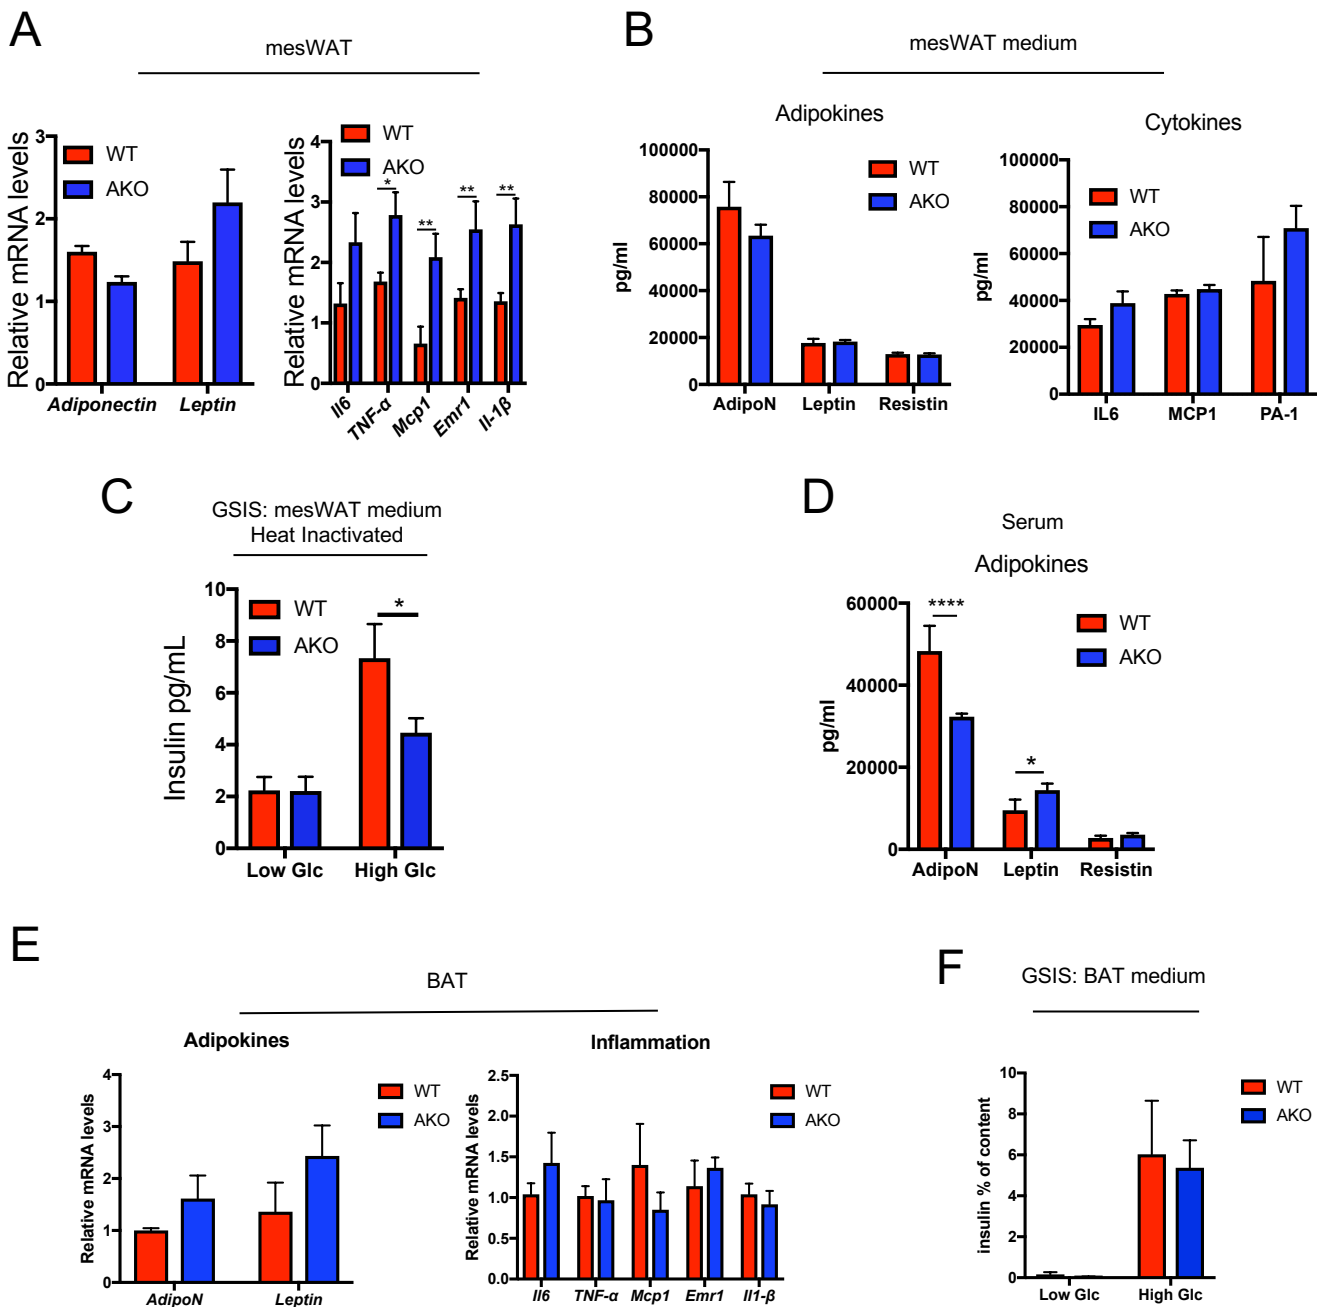 A
mesWAT
WT
AKO
Relative mRNA levels
3
2
1
0
Adiponectin
Leptin
WT
AKO
Relative mRNA levels
4
3
2
1
0
*
**
**
**
Il6
TNF-α
Mcp1
Emr1
Il-1β
B
mesWAT medium
Adipokines
WT
AKO
pg/ml
100000
80000
60000
40000
20000
0
AdipoN
Leptin
Resistin
Cytokines
WT
AKO
pg/ml
100000
80000
60000
40000
20000
0
IL6
MCP1
PA-1
C
GSIS: mesWAT medium
Heat Inactivated
WT
AKO
Insulin pg/mL
10
8
6
4
2
0
*
Low Glc
High Glc
D
Serum
Adipokines
WT
AKO
pg/ml
60000
40000
20000
0
****
*
AdipoN
Leptin
Resistin
E
BAT
Adipokines
WT
AKO
Relative mRNA levels
4
3
2
1
0
AdipoN
Leptin
Inflammation
WT
AKO
Relative mRNA levels
2.5
2.0
1.5
1.0
0.5
0.0
Il6
TNF-α
Mcp1
Emr1
Il1-β
F
GSIS: BAT medium
WT
AKO
insulin % of content
10
8
6
4
2
0
Low Glc
High Glc